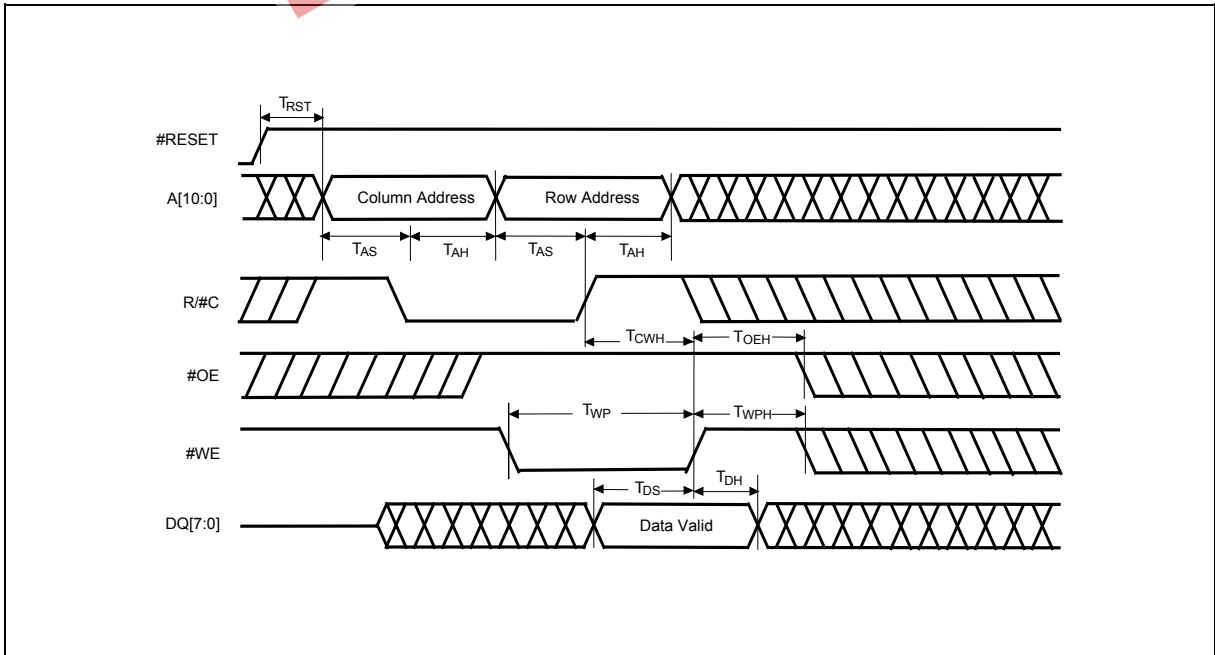 TRST
#RESET
A[10:0]
Column Address
Row Address
TAS
TAH
TAS
TAH
R/#C
TCWH
TOEH
#OE
TWP
TWPH
#WE
TDS
TDH
DQ[7:0]
Data Valid